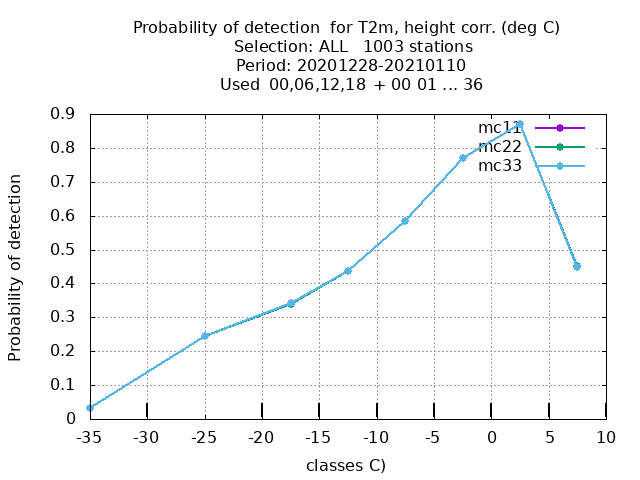 Probability of detection  for T2m, height corr. (deg C)
Selection: ALL   1003 stations
Period: 20201228-20210110
Used  00,06,12,18  + 00 01 ... 36
Probability of detection
0.9
0.8
0.7
0.6
0.5
0.4
0.3
0.2
0.1
0
mc11
mc22
mc33
-35 -30 -25 -20 -15 -10 -5 0 5 10
classes C)